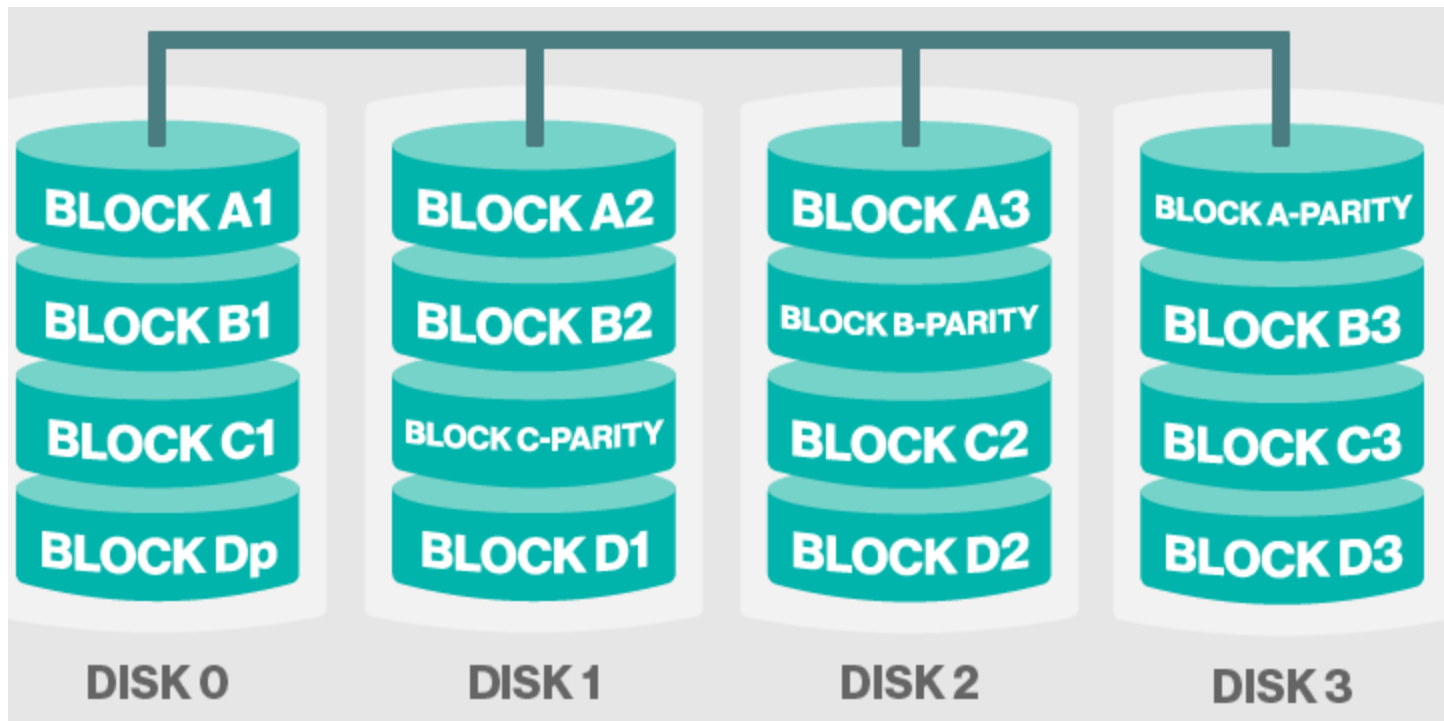 BLOCK A1 BLOCK A2 BLOCK A3 BLOCK A-PARITY
BLOCK B1 BLOCK B2 BLOCK B-PARITY BLOCK B3
BLOCK C1 BLOCK C-PARITY BLOCK C2 BLOCK C3
BLOCK Dp BLOCK D1 BLOCK D2 BLOCK D3
DISK 0 DISK 1 DISK 2 DISK 3